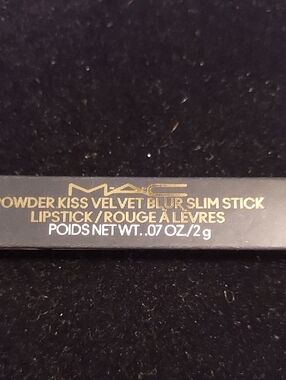 MAC
POWDER KISS VELVET BLUR SLIM STICK
LIPSTICK / ROUGE À LÈVRES
POIDS NET WT. .07 OZ./2 g